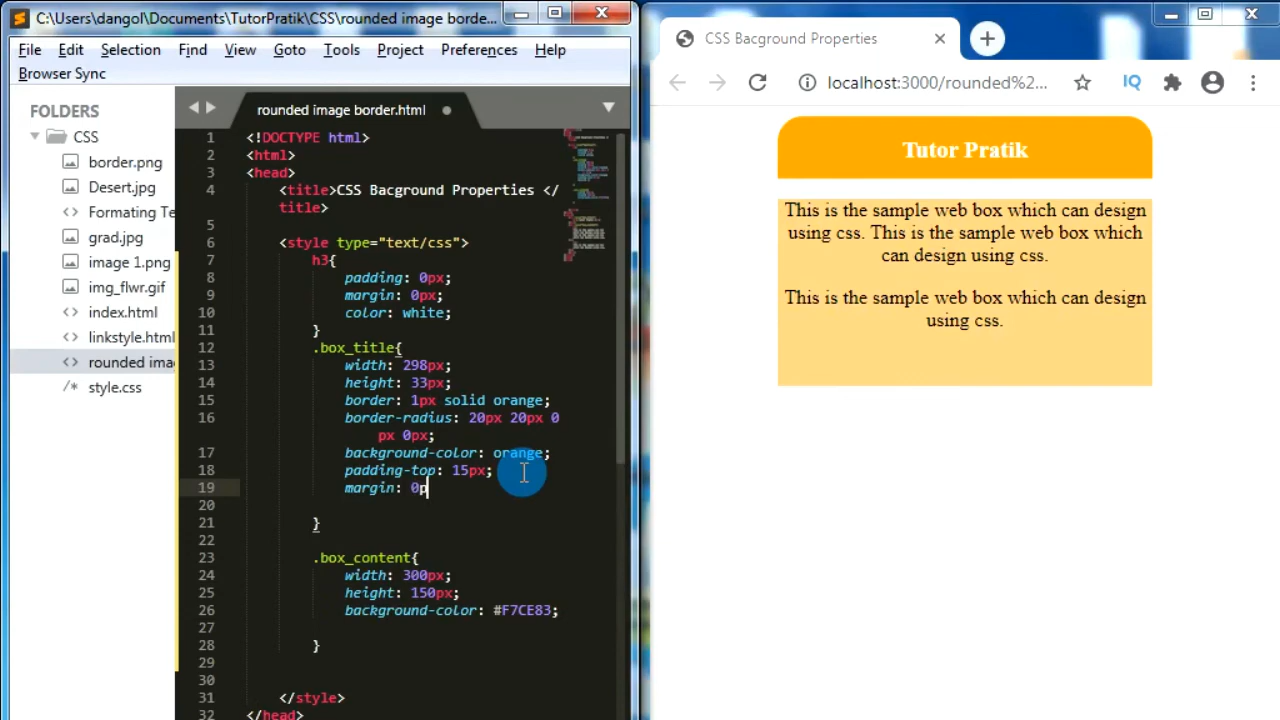 C:\Users\dangol\Documents\TutorPratik\CSS\rounded image borde...
File Edit Selection Find View Goto Tools Project Preferences Help
Browser Sync
FOLDERS
CSS
border.png
Desert.jpg
Formating Te
grad.jpg
image 1.png
img_flwr.gif
index.html
linkstyle.html
rounded ima
style.css
rounded image border.html
1 <!DOCTYPE html>
2 <html>
3 <head>
4 <title>CSS Bacground Properties </
title>
5
6 <style type="text/css">
7 h3{
8 padding: 0px;
9 margin: 0px;
10 color: white;
11 }
12 .box_title{
13 width: 298px;
14 height: 33px;
15 border: 1px solid orange;
16 border-radius: 20px 20px 0
px 0px;
17 background-color: orange;
18 padding-top: 15px;
19 margin: 0p
20
21 }
22
23 .box_content{
24 width: 300px;
25 height: 150px;
26 background-color: #F7CE83;
27
28 }
29
30
31 </style>
32 </head>
CSS Bacground Properties
localhost:3000/rounded%2...
IQ
Tutor Pratik
This is the sample web box which can design
using css. This is the sample web box which
can design using css.
This is the sample web box which can design
using css.